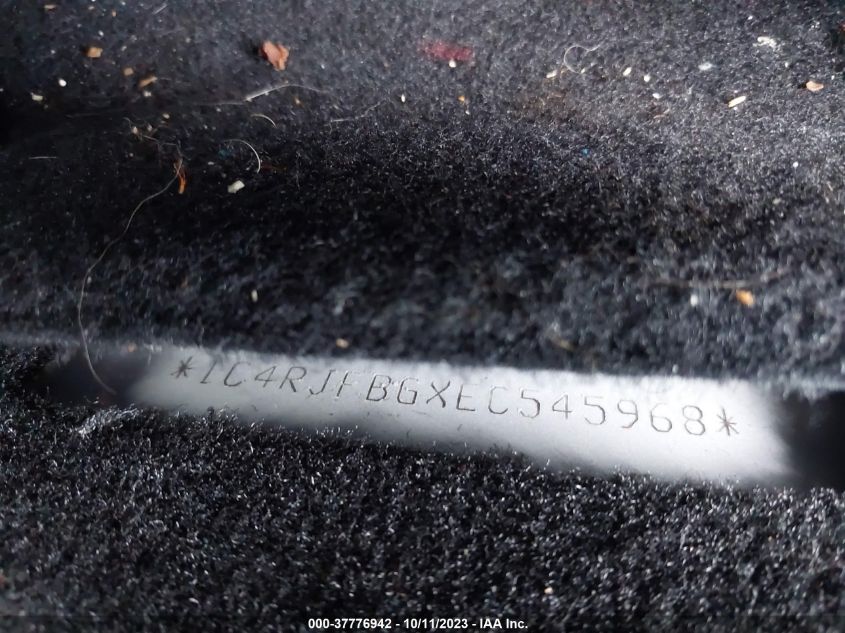 *1C4RJFBGXEC545968*
000-37776942 - 10/11/2023 - IAA Inc.